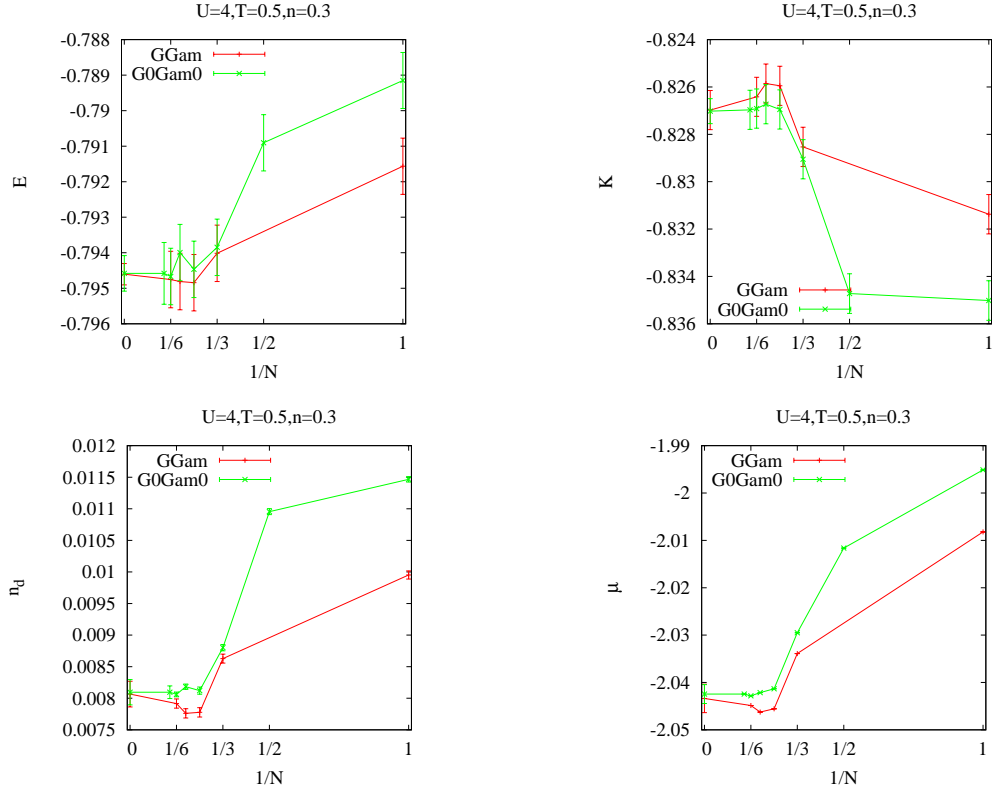 U=4,T=0.5,n=0.3
-0.788
-0.789
-0.79
-0.791
-0.792
-0.793
-0.794
-0.795
-0.796
E
GGam
G0Gam0
0 1/6 1/3 1/2 1
1/N
U=4,T=0.5,n=0.3
-0.824
-0.826
-0.828
-0.83
-0.832
-0.834
-0.836
K
GGam
G0Gam0
0 1/6 1/3 1/2 1
1/N
U=4,T=0.5,n=0.3
0.012
0.0115
0.011
0.0105
0.01
0.0095
0.009
0.0085
0.008
0.0075
n_d
GGam
G0Gam0
0 1/6 1/3 1/2 1
1/N
U=4,T=0.5,n=0.3
-1.99
-2
-2.01
-2.02
-2.03
-2.04
-2.05
μ
GGam
G0Gam0
0 1/6 1/3 1/2 1
1/N